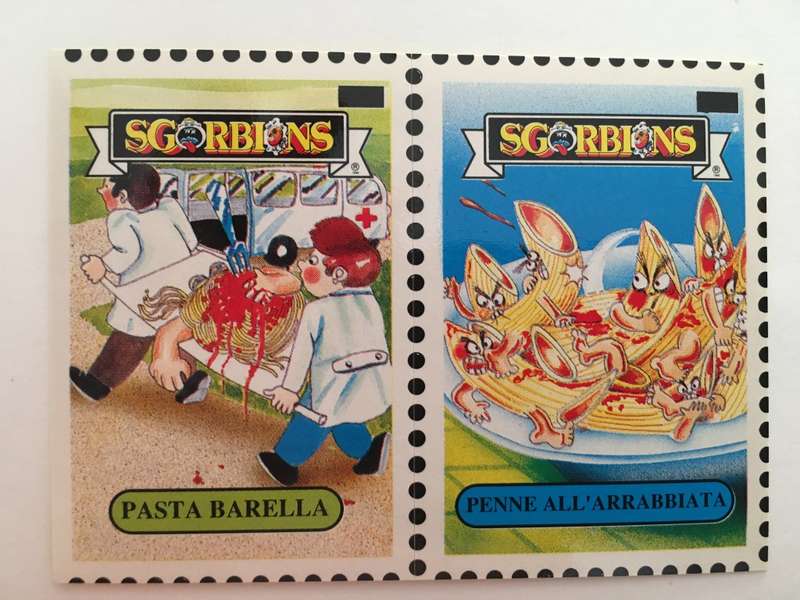 SGORBIONS
®
PASTA BARELLA
SGORBIONS
®
PENNE ALL'ARRABBIATA